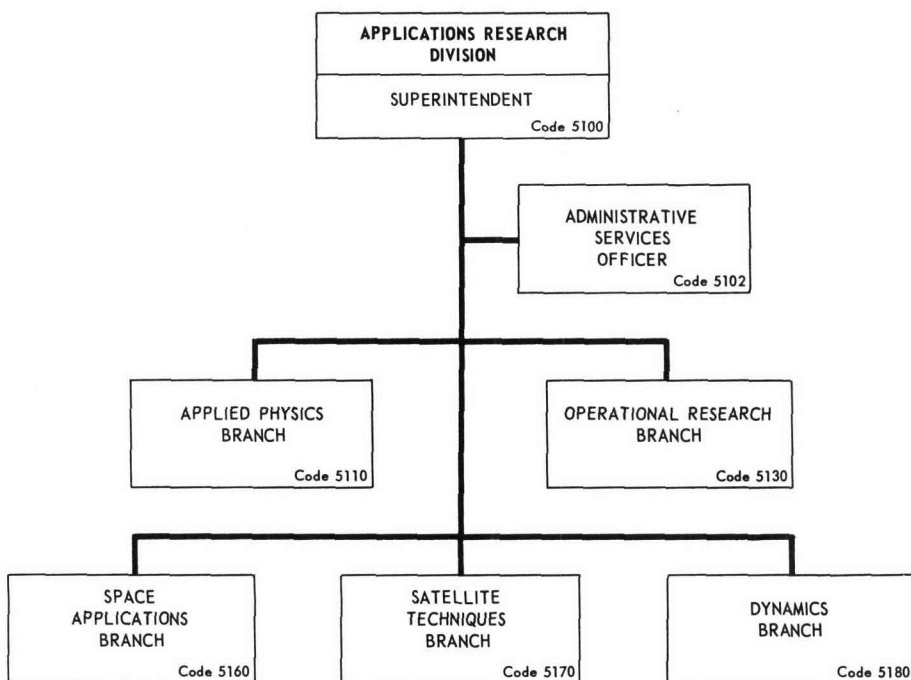 APPLICATIONS RESEARCH
DIVISION
SUPERINTENDENT
Code 5100
ADMINISTRATIVE
SERVICES
OFFICER
Code 5102
APPLIED PHYSICS
BRANCH
Code 5110
OPERATIONAL RESEARCH
BRANCH
Code 5130
SPACE
APPLICATIONS
BRANCH
Code 5160
SATELLITE
TECHNIQUES
BRANCH
Code 5170
DYNAMICS
BRANCH
Code 5180